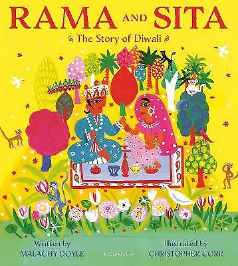 RAMA AND SITA
The Story of Diwali
Written by
MALACHY DOYLE
Illustrated by
CHRISTOPHER CORR